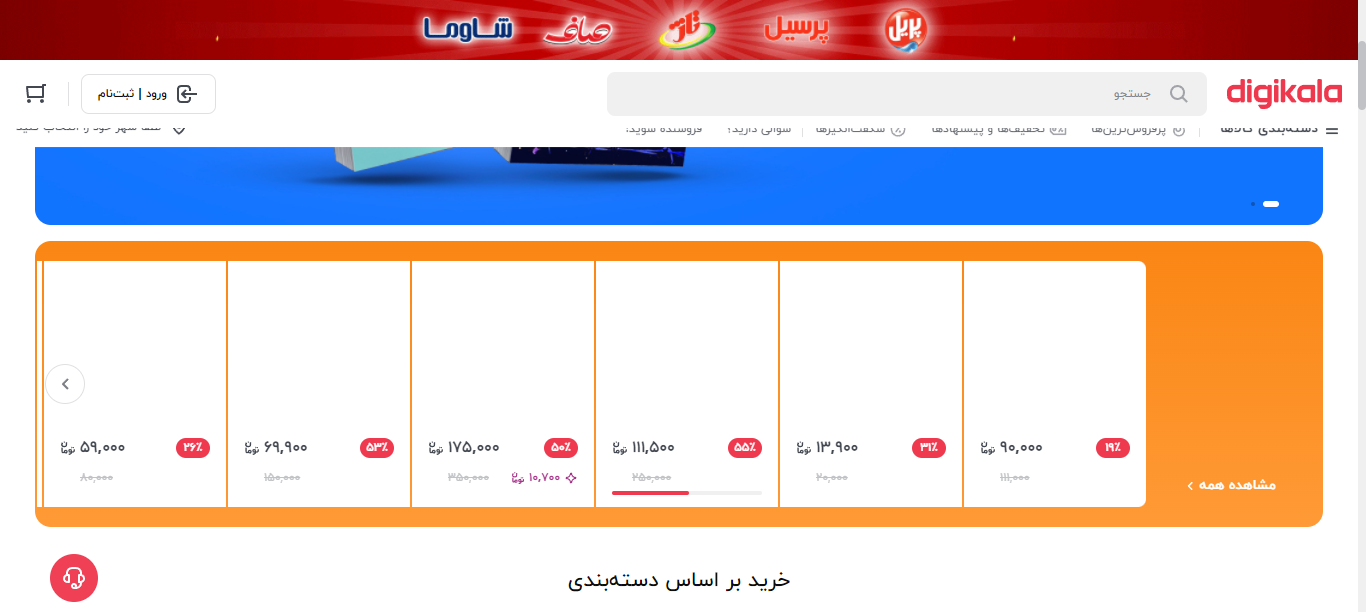 پریل پرسیل تاژ صاف شاوما
digikala
جستجو
ورود | ثبت‌نام
دسته‌بندی کالاها
پرفروش‌ترین‌ها
تخفیف‌ها و پیشنهادها
شگفت‌انگیزها
سوالی دارید؟
فروشنده شوید!
لطفا شهر خود را انتخاب کنید
۱۹٪ ۹۰,۰۰۰ تومان
۱۱۱,۰۰۰
۳۱٪ ۱۳,۹۰۰ تومان
۲۰,۰۰۰
۵۵٪ ۱۱۱,۵۰۰ تومان
۲۵۰,۰۰۰
۵۰٪ ۱۷۵,۰۰۰ تومان
۱۰,۷۰۰ تومان ۳۵۰,۰۰۰
۵۳٪ ۶۹,۹۰۰ تومان
۱۵۰,۰۰۰
۲۶٪ ۵۹,۰۰۰ تومان
۸۰,۰۰۰
مشاهده همه
خرید بر اساس دسته‌بندی